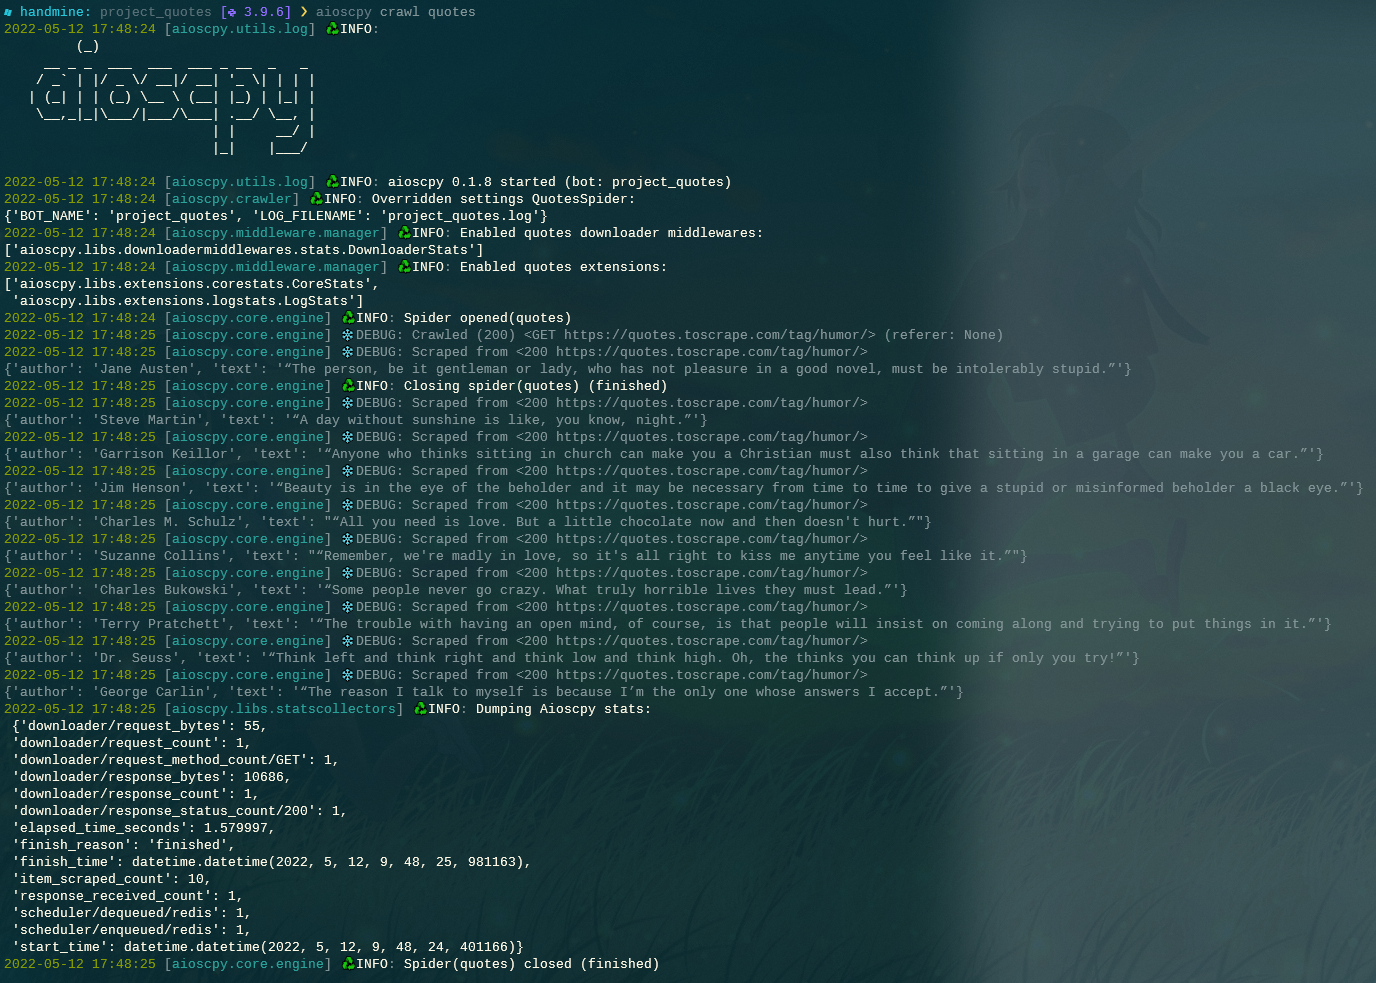 handmine: project_quotes [ 3.9.6] ❯ aioscpy crawl quotes
2022-05-12 17:48:24 [aioscpy.utils.log] ♻INFO:
         (_)
     __ _ _  ___  ___  ___ _ __  _   _
    / _` | |/ _ \/ __|/ __| '_ \| | | |
   | (_| | | (_) \__ \ (__| |_) | |_| |
    \__,_|_|\___/|___/\___| .__/ \__, |
                          | |     __/ |
                          |_|    |___/
2022-05-12 17:48:24 [aioscpy.utils.log] ♻INFO: aioscpy 0.1.8 started (bot: project_quotes)
2022-05-12 17:48:24 [aioscpy.crawler] ♻INFO: Overridden settings QuotesSpider:
{'BOT_NAME': 'project_quotes', 'LOG_FILENAME': 'project_quotes.log'}
2022-05-12 17:48:24 [aioscpy.middleware.manager] ♻INFO: Enabled quotes downloader middlewares:
['aioscpy.libs.downloadermiddlewares.stats.DownloaderStats']
2022-05-12 17:48:24 [aioscpy.middleware.manager] ♻INFO: Enabled quotes extensions:
['aioscpy.libs.extensions.corestats.CoreStats',
 'aioscpy.libs.extensions.logstats.LogStats']
2022-05-12 17:48:24 [aioscpy.core.engine] ♻INFO: Spider opened(quotes)
2022-05-12 17:48:25 [aioscpy.core.engine] ❄DEBUG: Crawled (200) <GET https://quotes.toscrape.com/tag/humor/> (referer: None)
2022-05-12 17:48:25 [aioscpy.core.engine] ❄DEBUG: Scraped from <200 https://quotes.toscrape.com/tag/humor/>
{'author': 'Jane Austen', 'text': '“The person, be it gentleman or lady, who has not pleasure in a good novel, must be intolerably stupid.”'}
2022-05-12 17:48:25 [aioscpy.core.engine] ♻INFO: Closing spider(quotes) (finished)
2022-05-12 17:48:25 [aioscpy.core.engine] ❄DEBUG: Scraped from <200 https://quotes.toscrape.com/tag/humor/>
{'author': 'Steve Martin', 'text': '“A day without sunshine is like, you know, night.”'}
2022-05-12 17:48:25 [aioscpy.core.engine] ❄DEBUG: Scraped from <200 https://quotes.toscrape.com/tag/humor/>
{'author': 'Garrison Keillor', 'text': '“Anyone who thinks sitting in church can make you a Christian must also think that sitting in a garage can make you a car.”'}
2022-05-12 17:48:25 [aioscpy.core.engine] ❄DEBUG: Scraped from <200 https://quotes.toscrape.com/tag/humor/>
{'author': 'Jim Henson', 'text': '“Beauty is in the eye of the beholder and it may be necessary from time to time to give a stupid or misinformed beholder a black eye.”'}
2022-05-12 17:48:25 [aioscpy.core.engine] ❄DEBUG: Scraped from <200 https://quotes.toscrape.com/tag/humor/>
{'author': 'Charles M. Schulz', 'text': "“All you need is love. But a little chocolate now and then doesn't hurt.”"}
2022-05-12 17:48:25 [aioscpy.core.engine] ❄DEBUG: Scraped from <200 https://quotes.toscrape.com/tag/humor/>
{'author': 'Suzanne Collins', 'text': "“Remember, we're madly in love, so it's all right to kiss me anytime you feel like it.”"}
2022-05-12 17:48:25 [aioscpy.core.engine] ❄DEBUG: Scraped from <200 https://quotes.toscrape.com/tag/humor/>
{'author': 'Charles Bukowski', 'text': '“Some people never go crazy. What truly horrible lives they must lead.”'}
2022-05-12 17:48:25 [aioscpy.core.engine] ❄DEBUG: Scraped from <200 https://quotes.toscrape.com/tag/humor/>
{'author': 'Terry Pratchett', 'text': '“The trouble with having an open mind, of course, is that people will insist on coming along and trying to put things in it.”'}
2022-05-12 17:48:25 [aioscpy.core.engine] ❄DEBUG: Scraped from <200 https://quotes.toscrape.com/tag/humor/>
{'author': 'Dr. Seuss', 'text': '“Think left and think right and think low and think high. Oh, the thinks you can think up if only you try!”'}
2022-05-12 17:48:25 [aioscpy.core.engine] ❄DEBUG: Scraped from <200 https://quotes.toscrape.com/tag/humor/>
{'author': 'George Carlin', 'text': '“The reason I talk to myself is because I’m the only one whose answers I accept.”'}
2022-05-12 17:48:25 [aioscpy.libs.statscollectors] ♻INFO: Dumping Aioscpy stats:
 {'downloader/request_bytes': 55,
 'downloader/request_count': 1,
 'downloader/request_method_count/GET': 1,
 'downloader/response_bytes': 10686,
 'downloader/response_count': 1,
 'downloader/response_status_count/200': 1,
 'elapsed_time_seconds': 1.579997,
 'finish_reason': 'finished',
 'finish_time': datetime.datetime(2022, 5, 12, 9, 48, 25, 981163),
 'item_scraped_count': 10,
 'response_received_count': 1,
 'scheduler/dequeued/redis': 1,
 'scheduler/enqueued/redis': 1,
 'start_time': datetime.datetime(2022, 5, 12, 9, 48, 24, 401166)}
2022-05-12 17:48:25 [aioscpy.core.engine] ♻INFO: Spider(quotes) closed (finished)